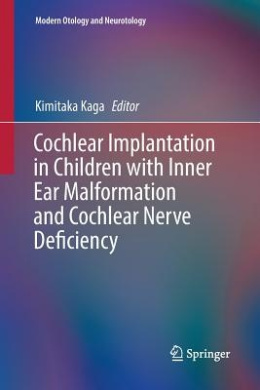 Modern Otology and Neurotology
Kimitaka Kaga Editor
Cochlear Implantation
in Children with Inner
Ear Malformation
and Cochlear Nerve
Deficiency
Springer